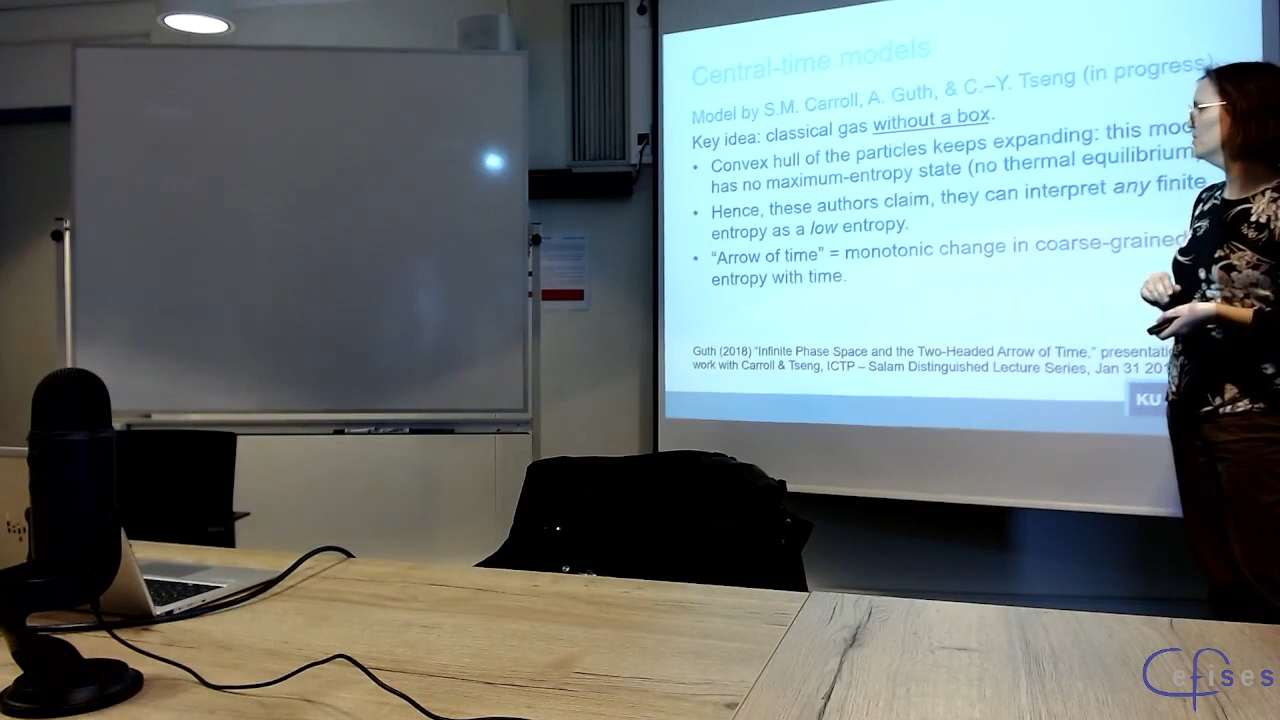 Central-time models
Model by S.M. Carroll, A. Guth, & C.–Y. Tseng (in progress)
Key idea: classical gas without a box.
• Convex hull of the particles keeps expanding: this
has no maximum-entropy state (no thermal equilibrium
• Hence, these authors claim, they can interpret any finite
entropy as a low entropy.
• “Arrow of time” = monotonic change in coarse-grained
entropy with time.
Guth (2018) “Infinite Phase Space and the Two-Headed Arrow of Time,”
work with Carroll & Tseng, ICTP – Salam Distinguished Lecture Series, Jan 31
KU
Cefises